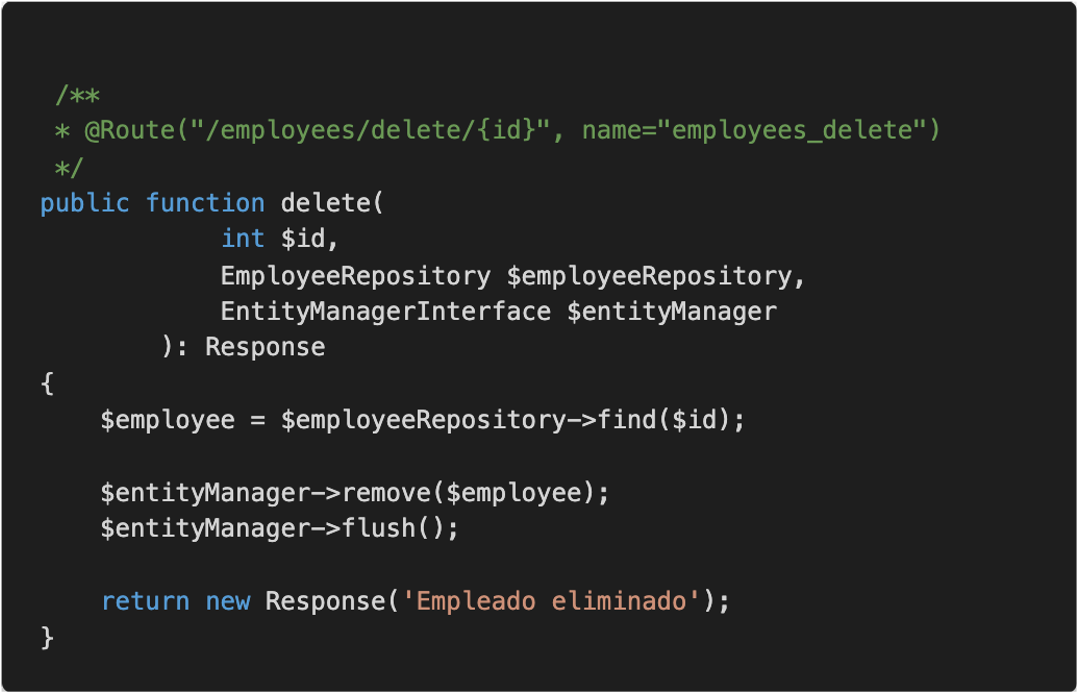 /**
* @Route("/employees/delete/{id}", name="employees_delete")
*/
public function delete(
int $id,
EmployeeRepository $employeeRepository,
EntityManagerInterface $entityManager
): Response
{
$employee = $employeeRepository->find($id);
$entityManager->remove($employee);
$entityManager->flush();
return new Response('Empleado eliminado');
}